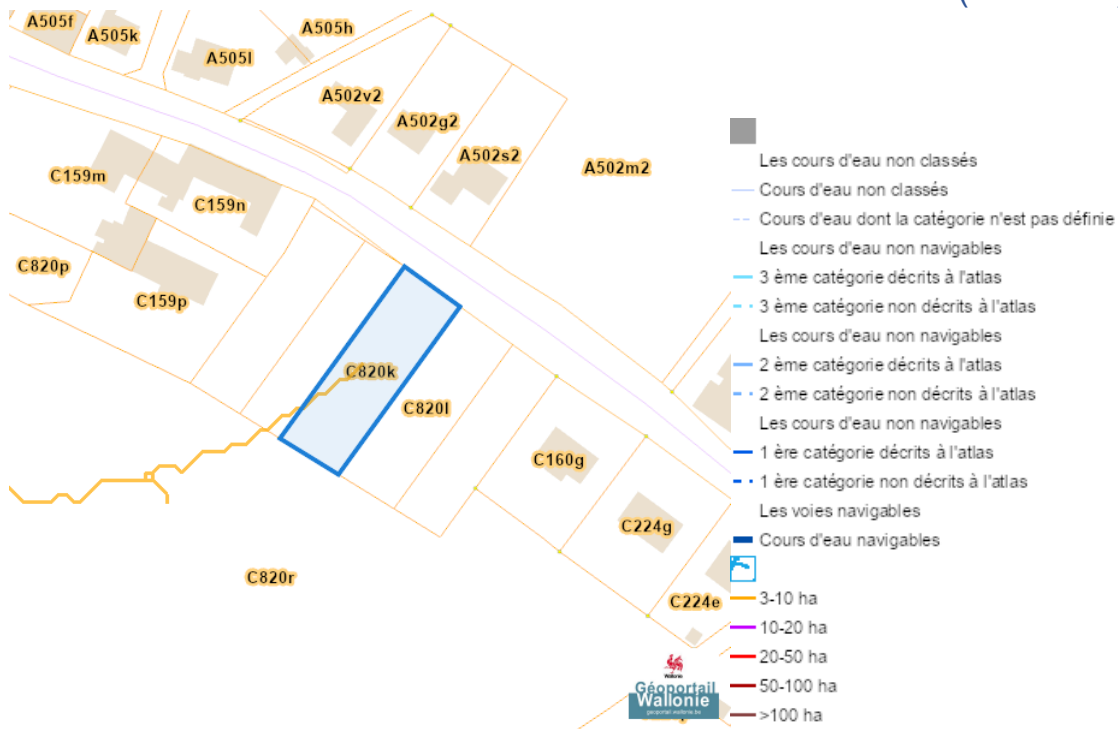 A505f
A505k
A505h
A505l
A502v2
A502g2
A502s2
A502m2
C159m
C159n
C820p
C159p
C820k
C820l
C160g
C224g
C820r
C224e
Wallonie
Géoportail
Wallonie
geoportail.wallonie.be
Les cours d'eau non classés
Cours d'eau non classés
Cours d'eau dont la catégorie n'est pas définie
Les cours d'eau non navigables
3 ème catégorie décrits à l'atlas
3 ème catégorie non décrits à l'atlas
Les cours d'eau non navigables
2 ème catégorie décrits à l'atlas
2 ème catégorie non décrits à l'atlas
Les cours d'eau non navigables
1 ère catégorie décrits à l'atlas
1 ère catégorie non décrits à l'atlas
Les voies navigables
Cours d'eau navigables
3-10 ha
10-20 ha
20-50 ha
50-100 ha
>100 ha